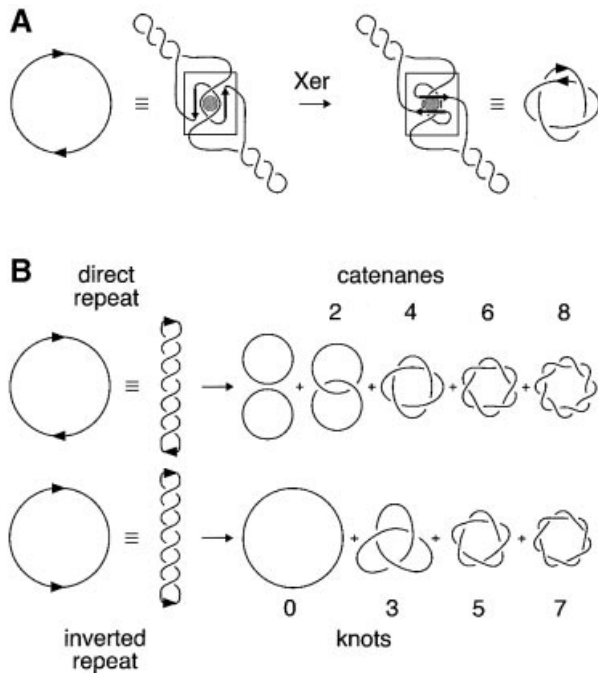 A
≡
Xer
≡
B
direct
repeat
catenanes
2 4 6 8
≡
+ + + +
≡
+ + +
0 3 5 7
inverted
repeat
knots